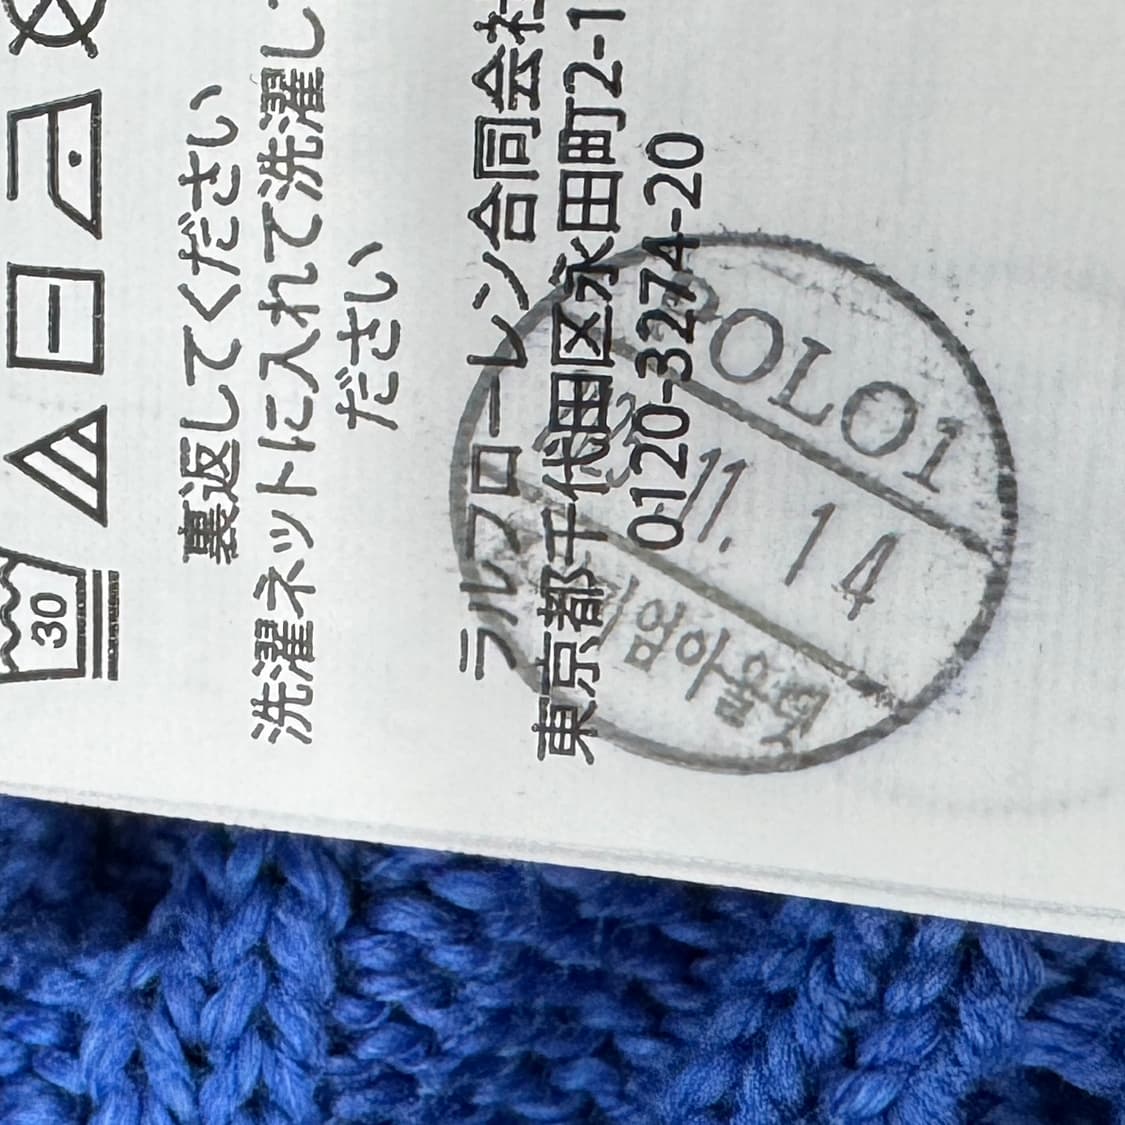 裏返してください
洗濯ネットに入れて洗濯し
ださい
ラルフローレン合同会社
東京都千代田区永田町2-1
0120-3274-20
30
POLO1
11. 14